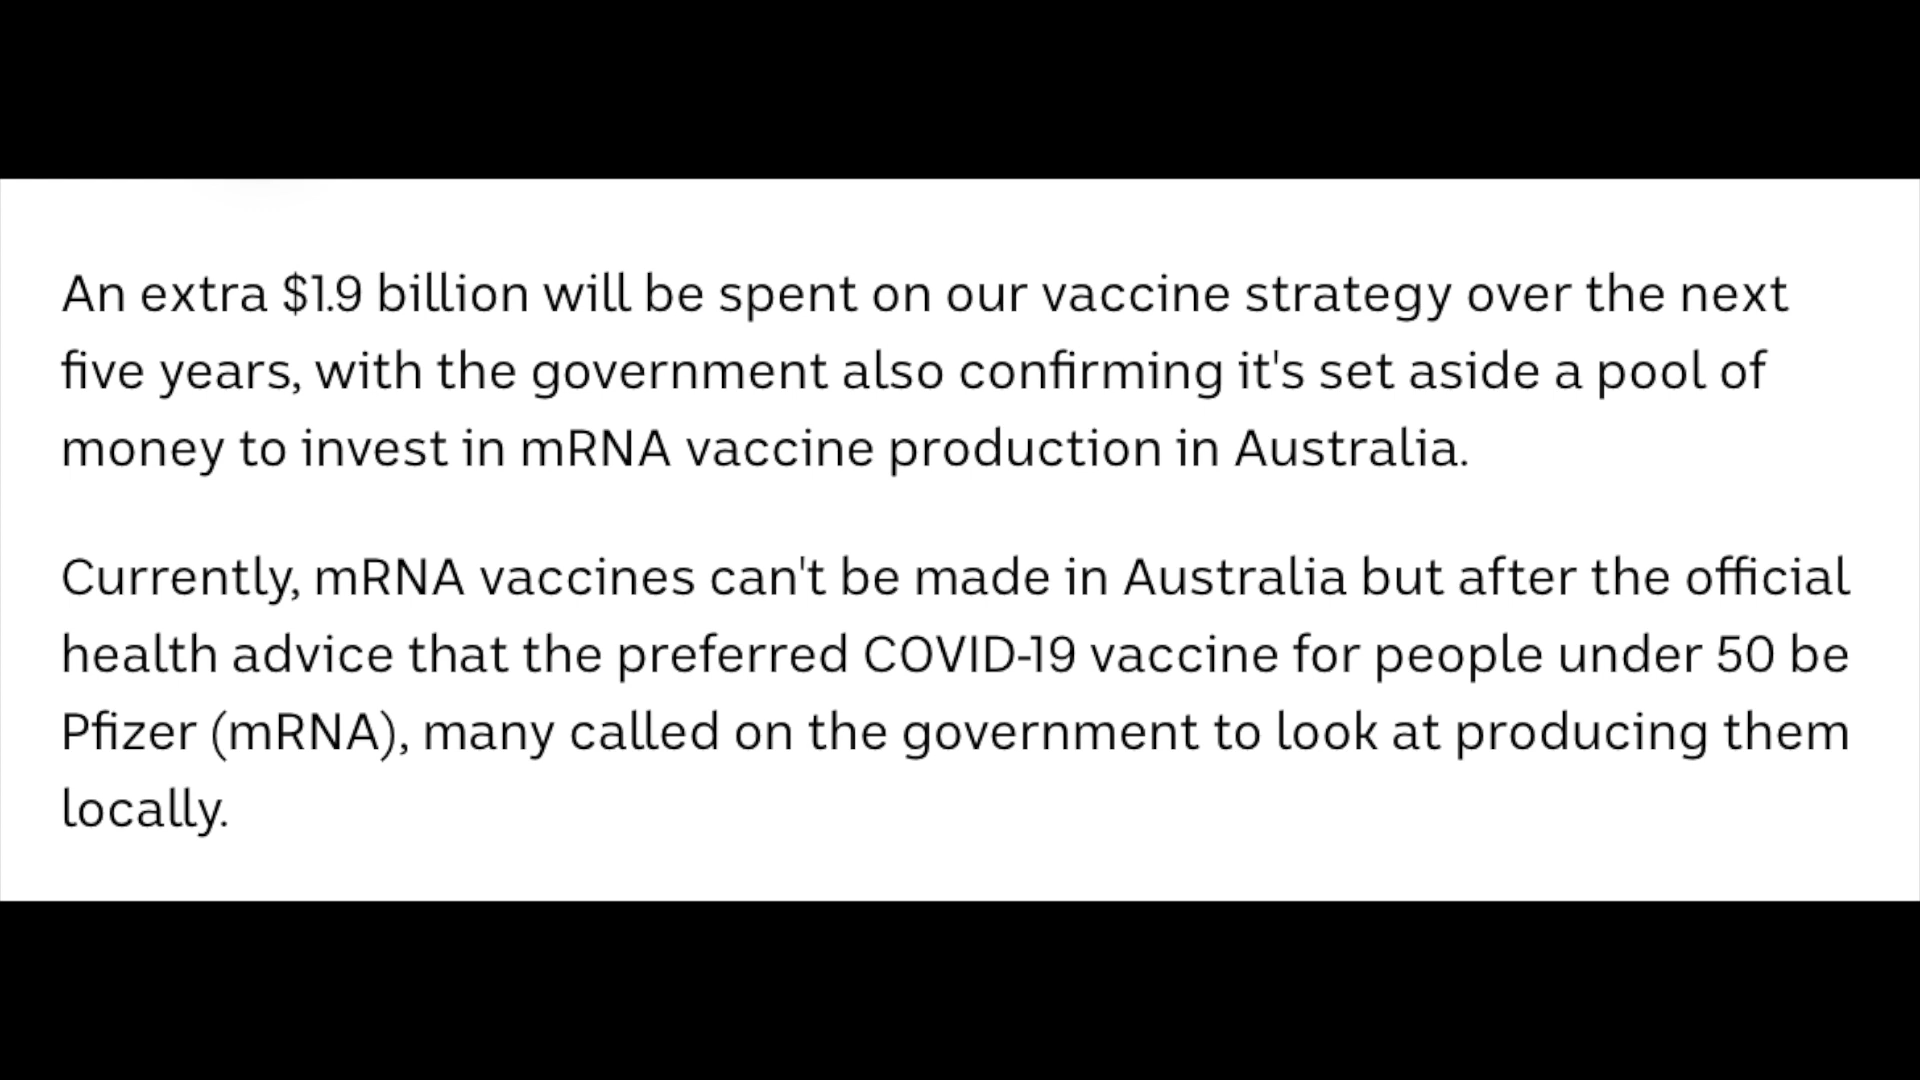 An extra $1.9 billion will be spent on our vaccine strategy over the next
five years, with the government also confirming it's set aside a pool of
money to invest in mRNA vaccine production in Australia.
Currently, mRNA vaccines can't be made in Australia but after the official
health advice that the preferred COVID-19 vaccine for people under 50 be
Pfizer (mRNA), many called on the government to look at producing them
locally.